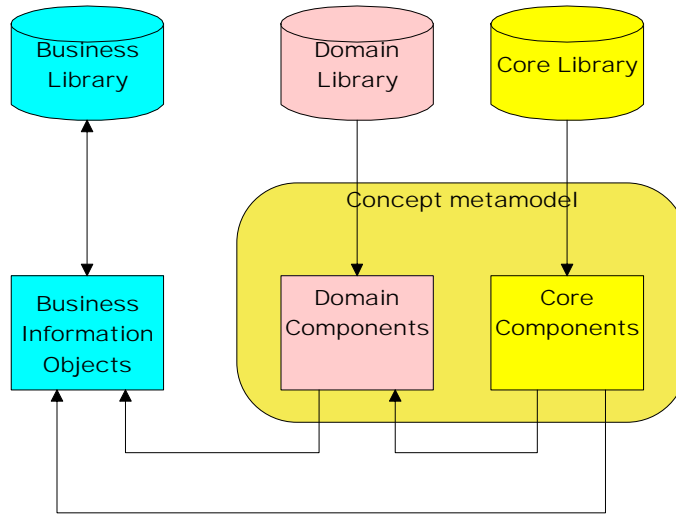 Business
Library
Domain
Library
Core Library
Concept metamodel
Business
Information
Objects
Domain
Components
Core
Components